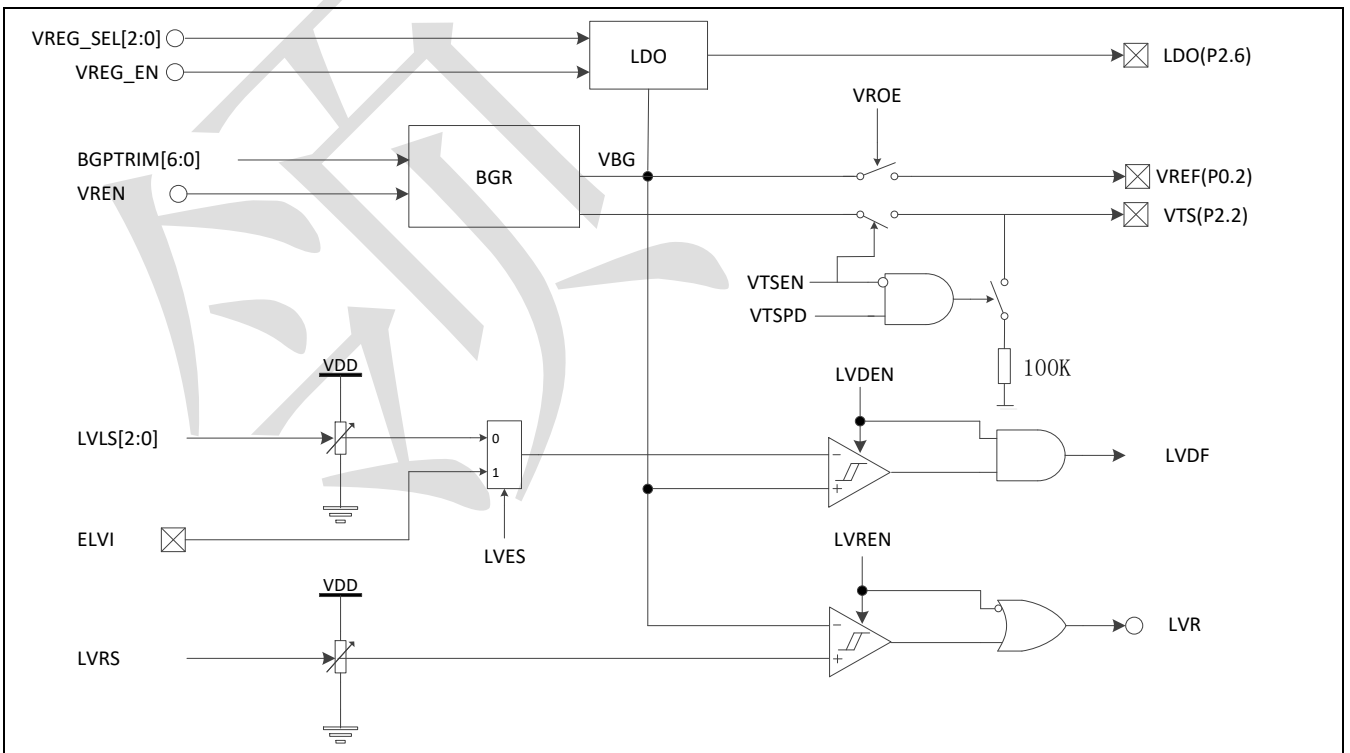 VREG_SEL[2:0]
VREG_EN
LDO
LDO(P2.6)
VROE
BGPTRIM[6:0]
VREN
BGR
VBG
VREF(P0.2)
VTS(P2.2)
VTSEN
VTSPD
100K
VDD
LVLS[2:0]
0
1
LVES
ELVI
LVDEN
-
+
LVDF
LVREN
VDD
LVRS
-
+
LVR